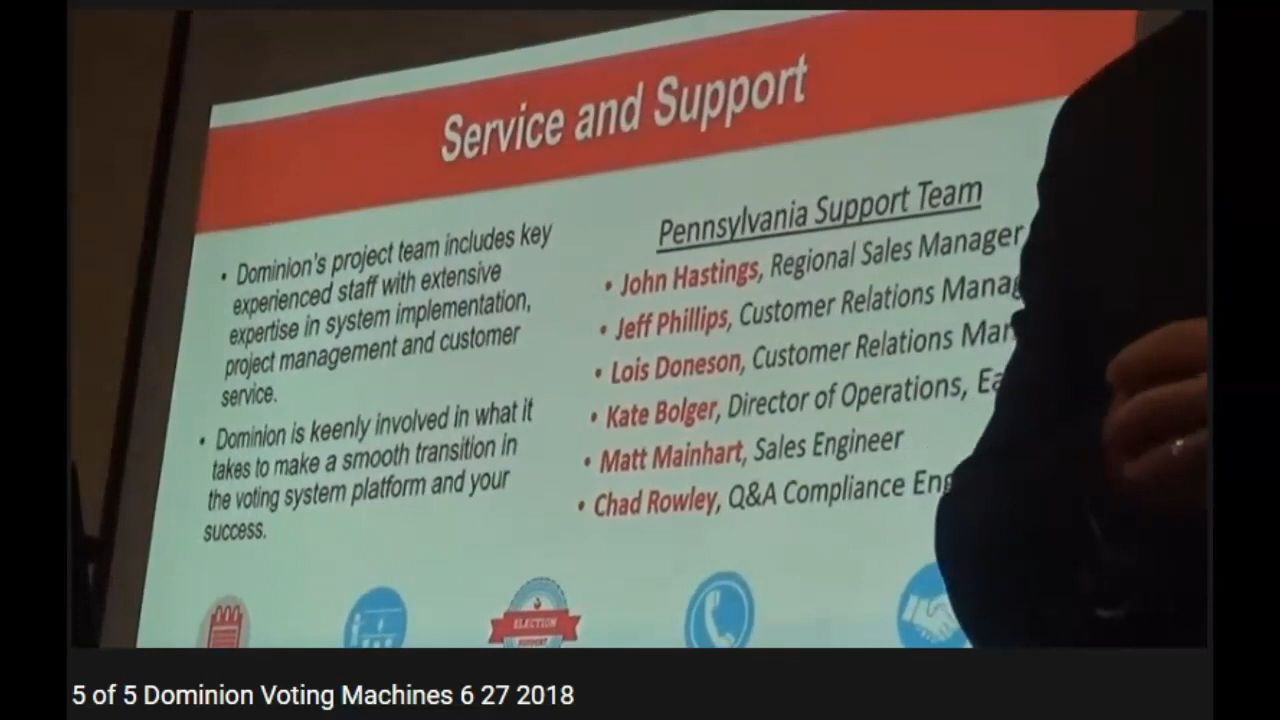 Service and Support
• Dominion's project team includes key
experienced staff with extensive
expertise in system implementation,
project management and customer
service.
• Dominion is keenly involved in what it
takes to make a smooth transition in
the voting system platform and your
success.
Pennsylvania Support Team
• John Hastings, Regional Sales Manager
• Jeff Phillips, Customer Relations Manag
• Lois Doneson, Customer Relations Man
• Kate Bolger, Director of Operations, Ea
• Matt Mainhart, Sales Engineer
• Chad Rowley, Q&A Compliance Eng
ELECTION
SUPPORT
5 of 5 Dominion Voting Machines 6 27 2018